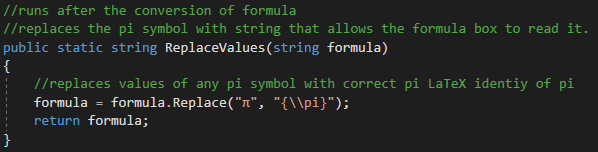 //runs after the conversion of formula
//replaces the pi symbol with string that allows the formula box to read it.
public static string ReplaceValues(string formula)
{
//replaces values of any pi symbol with correct pi LaTeX identiy of pi
formula = formula.Replace("π", "{\\pi}");
return formula;
}